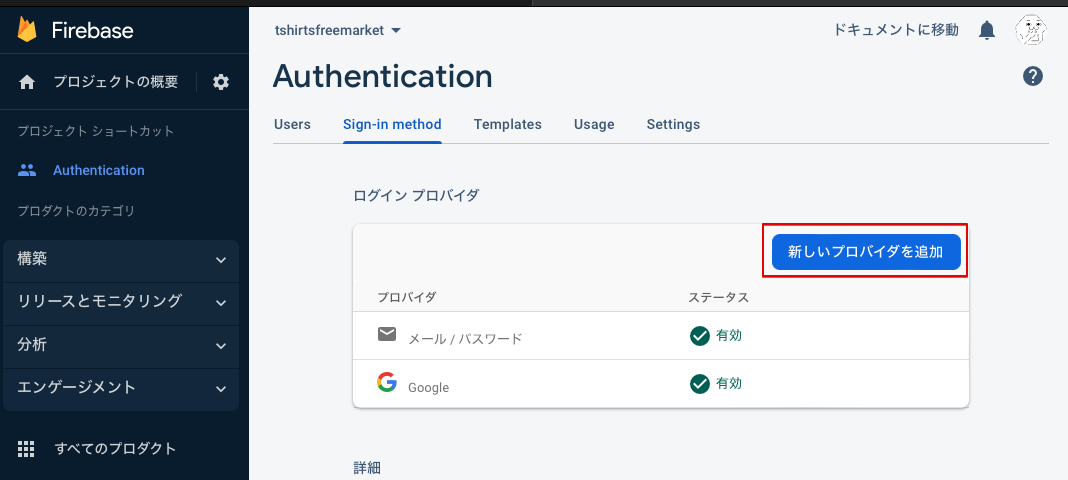 Firebase
プロジェクトの概要
プロジェクト ショートカット
Authentication
プロダクトのカテゴリ
構築
リリースとモニタリング
分析
エンゲージメント
すべてのプロダクト
tshirtsfreemarket
ドキュメントに移動
Authentication
Users Sign-in method Templates Usage Settings
ログイン プロバイダ
新しいプロバイダを追加
プロバイダ ステータス
メール / パスワード 有効
Google 有効
詳細